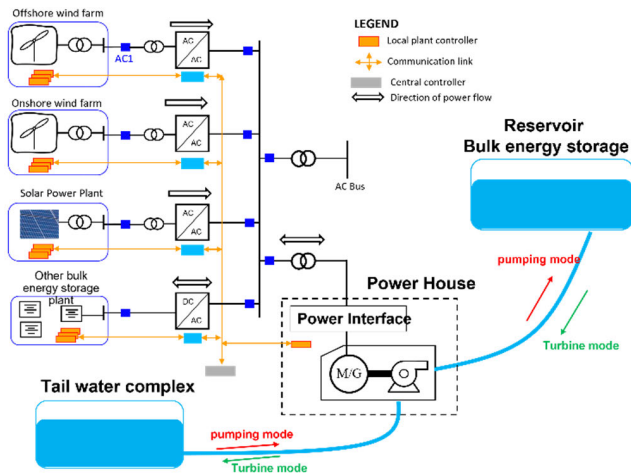 Offshore wind farm
AC
AC
AC1
Onshore wind farm
AC
AC
Solar Power Plant
AC
AC
Other bulk
energy storage
plant
DC
AC
LEGEND
Local plant controller
Communication link
Central controller
Direction of power flow
AC Bus
Reservoir
Bulk energy storage
pumping mode
Turbine mode
Power House
Power Interface
M/G
Tail water complex
pumping mode
Turbine mode